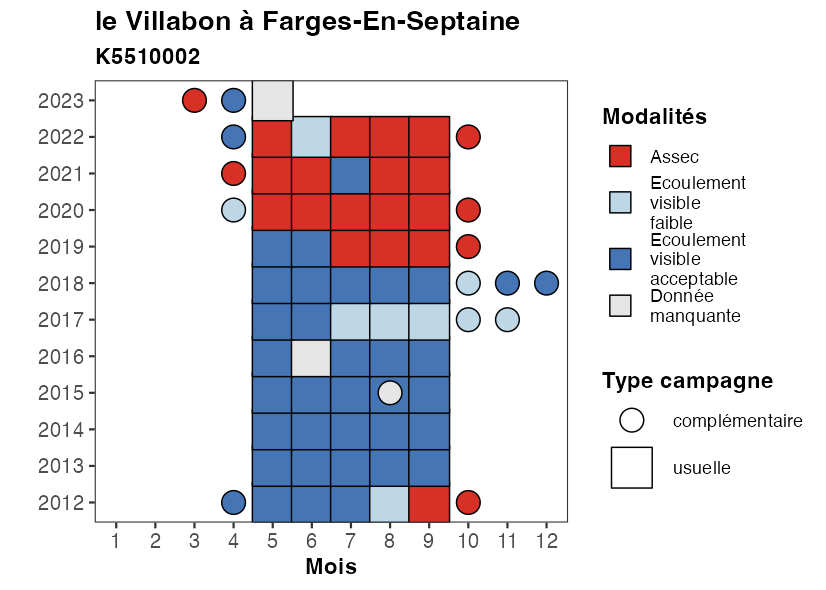 le Villabon à Farges-En-Septaine
K5510002
2023
2022
2021
2020
2019
2018
2017
2016
2015
2014
2013
2012
1 2 3 4 5 6 7 8 9 10 11 12
Mois
Modalités
Assec
Ecoulement
visible
faible
Ecoulement
visible
acceptable
Donnée
manquante
Type campagne
complémentaire
usuelle